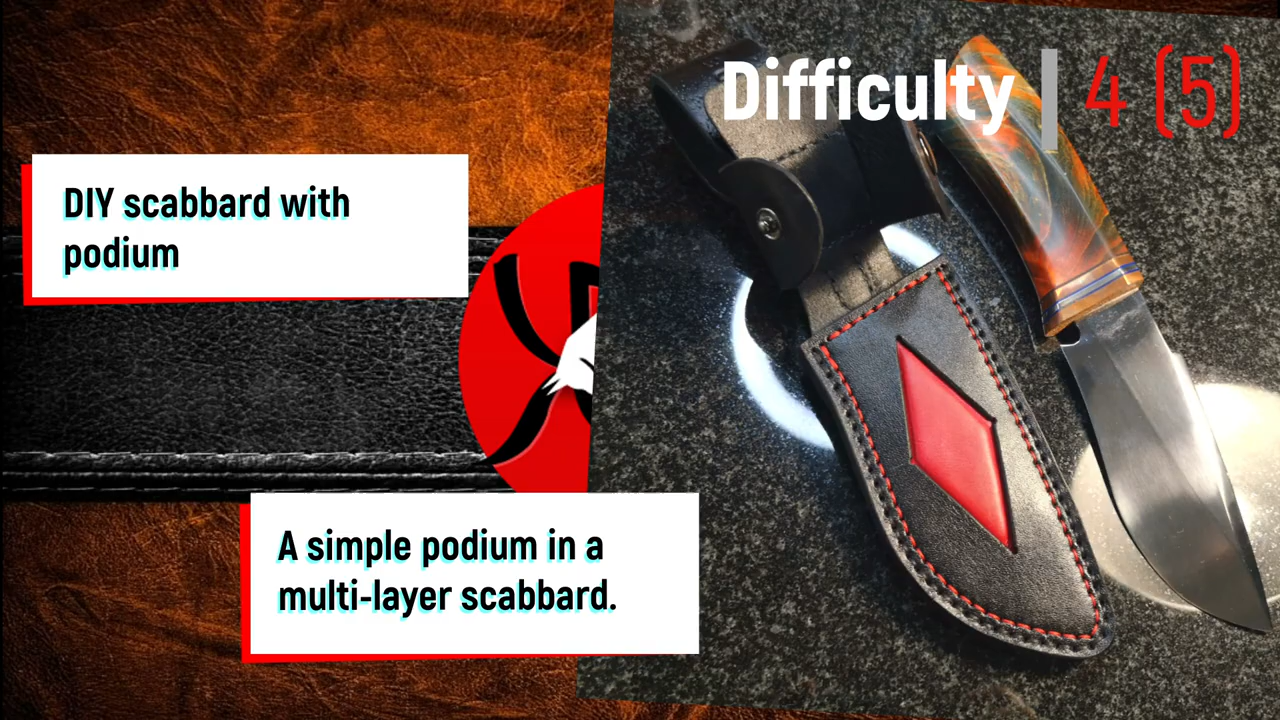 Difficulty | 4 (5)
DIY scabbard with
podium
A simple podium in a
multi-layer scabbard.